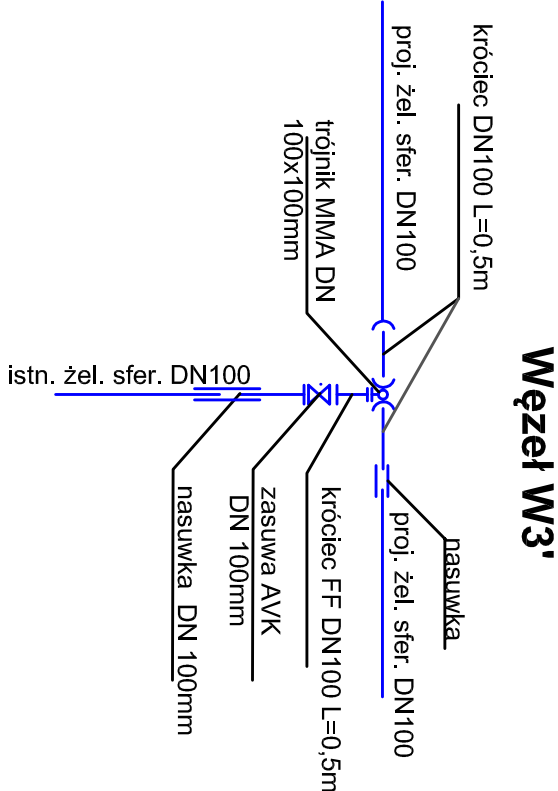 Węzeł W3'
króciec DN100 L=0,5m
proj. żel. sfer. DN100
trójnik MMA DN
100x100mm
nasuwka
proj. żel. sfer. DN100
króciec FF DN100 L=0,5m
zasuwa AVK
DN 100mm
nasuwka DN 100mm
istn. żel. sfer. DN100